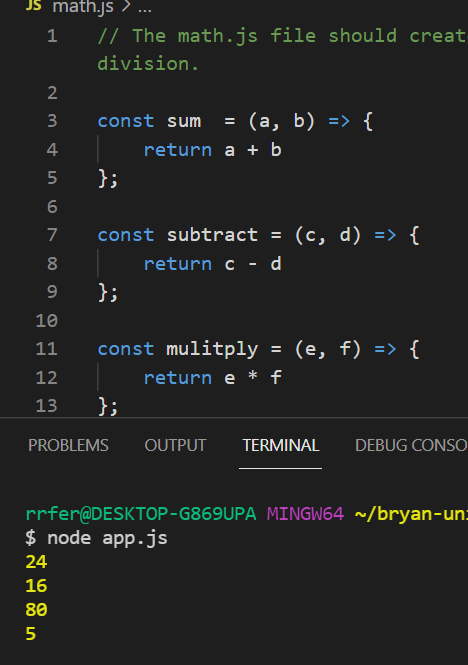 JS math.js > ...
1 // The math.js file should creat
division.
2
3 const sum  = (a, b) => {
4     return a + b
5 };
6
7 const subtract = (c, d) => {
8     return c - d
9 };
10
11 const mulitply = (e, f) => {
12     return e * f
13 };
PROBLEMS OUTPUT TERMINAL DEBUG CONSO
rrfer@DESKTOP-G869UPA MINGW64 ~/bryan-uni
$ node app.js
24
16
80
5